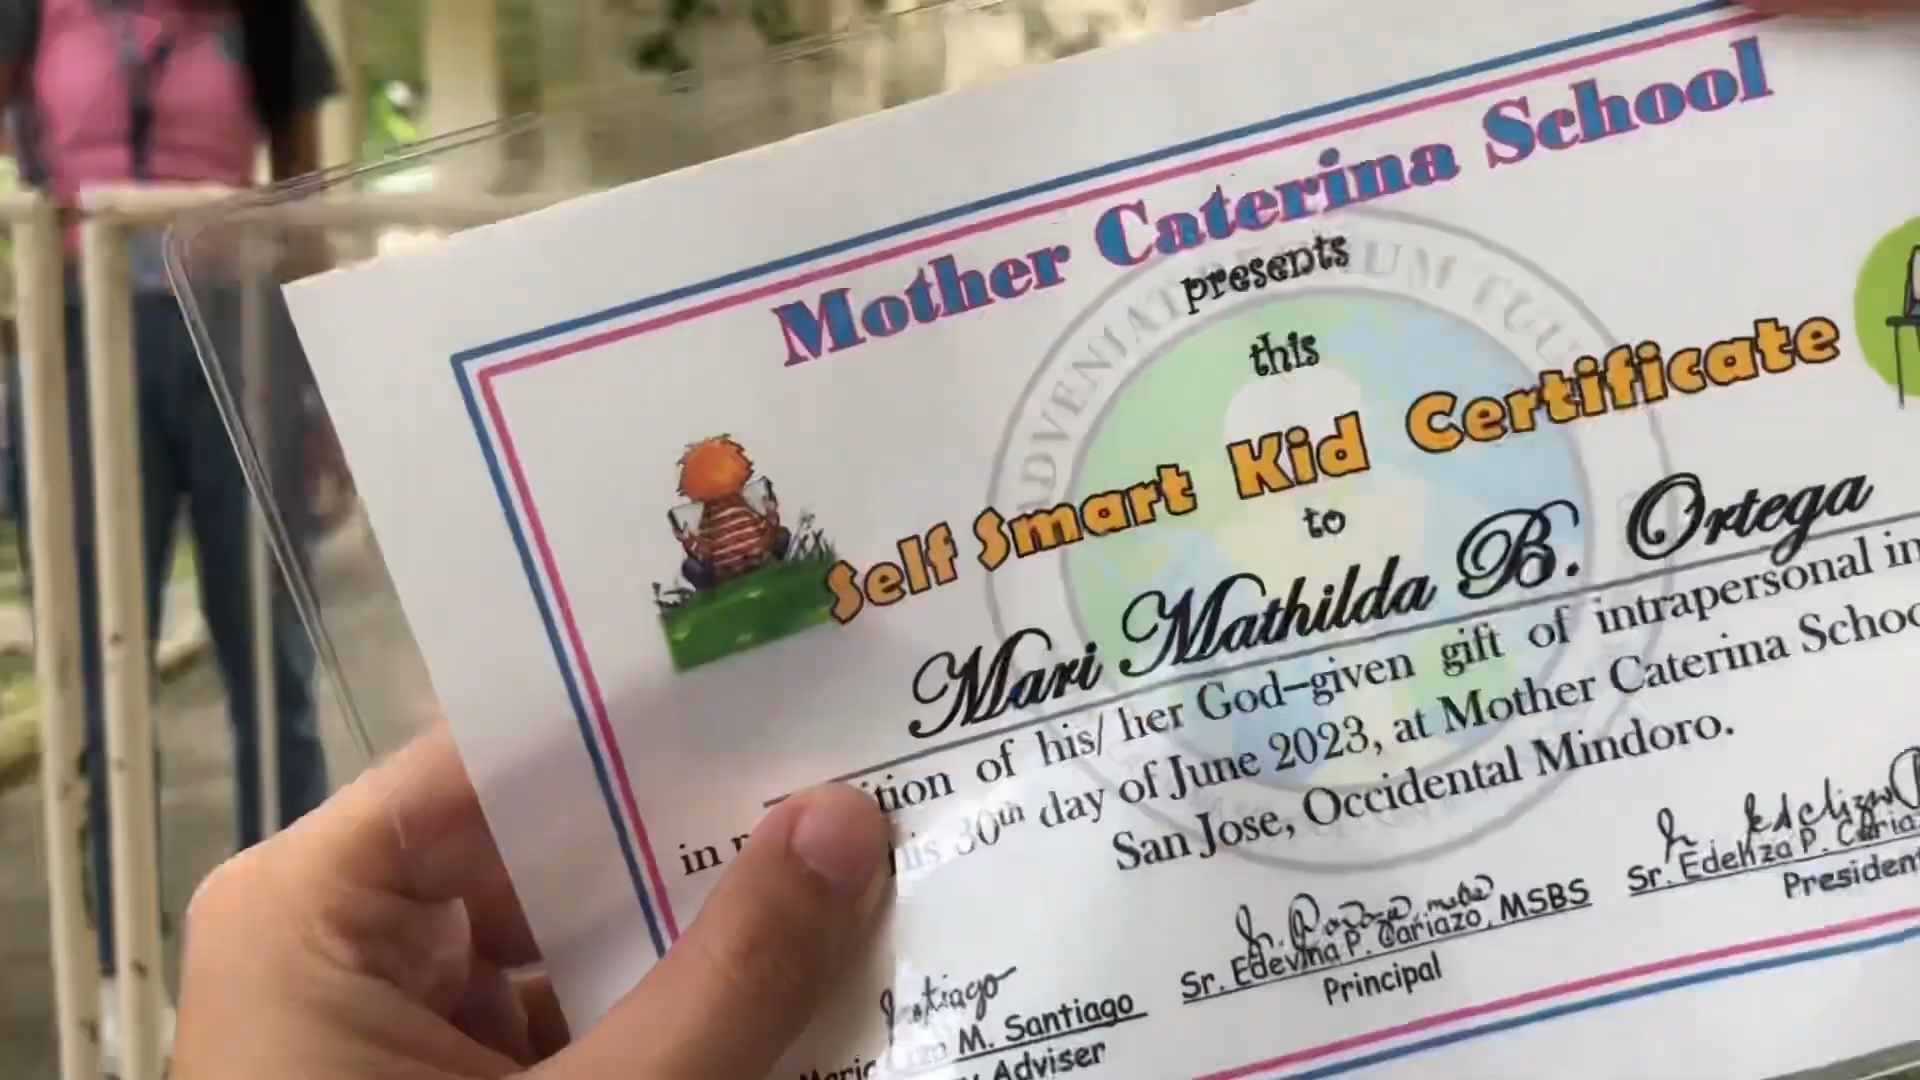 Mother Caterina School
presents
this
Self Smart Kid Certificate
to
Mari Mathilda B. Ortega
of his/ her God-given gift of intrapersonal
in 30th day of June 2023, at Mother Caterina
San Jose, Occidental Mindoro.
Santiago
M. Santiago
Adviser
Sr. Edevina P. Cariazo, MSBS
Principal
Sr. Edeliza P.
President
ADVENIAT